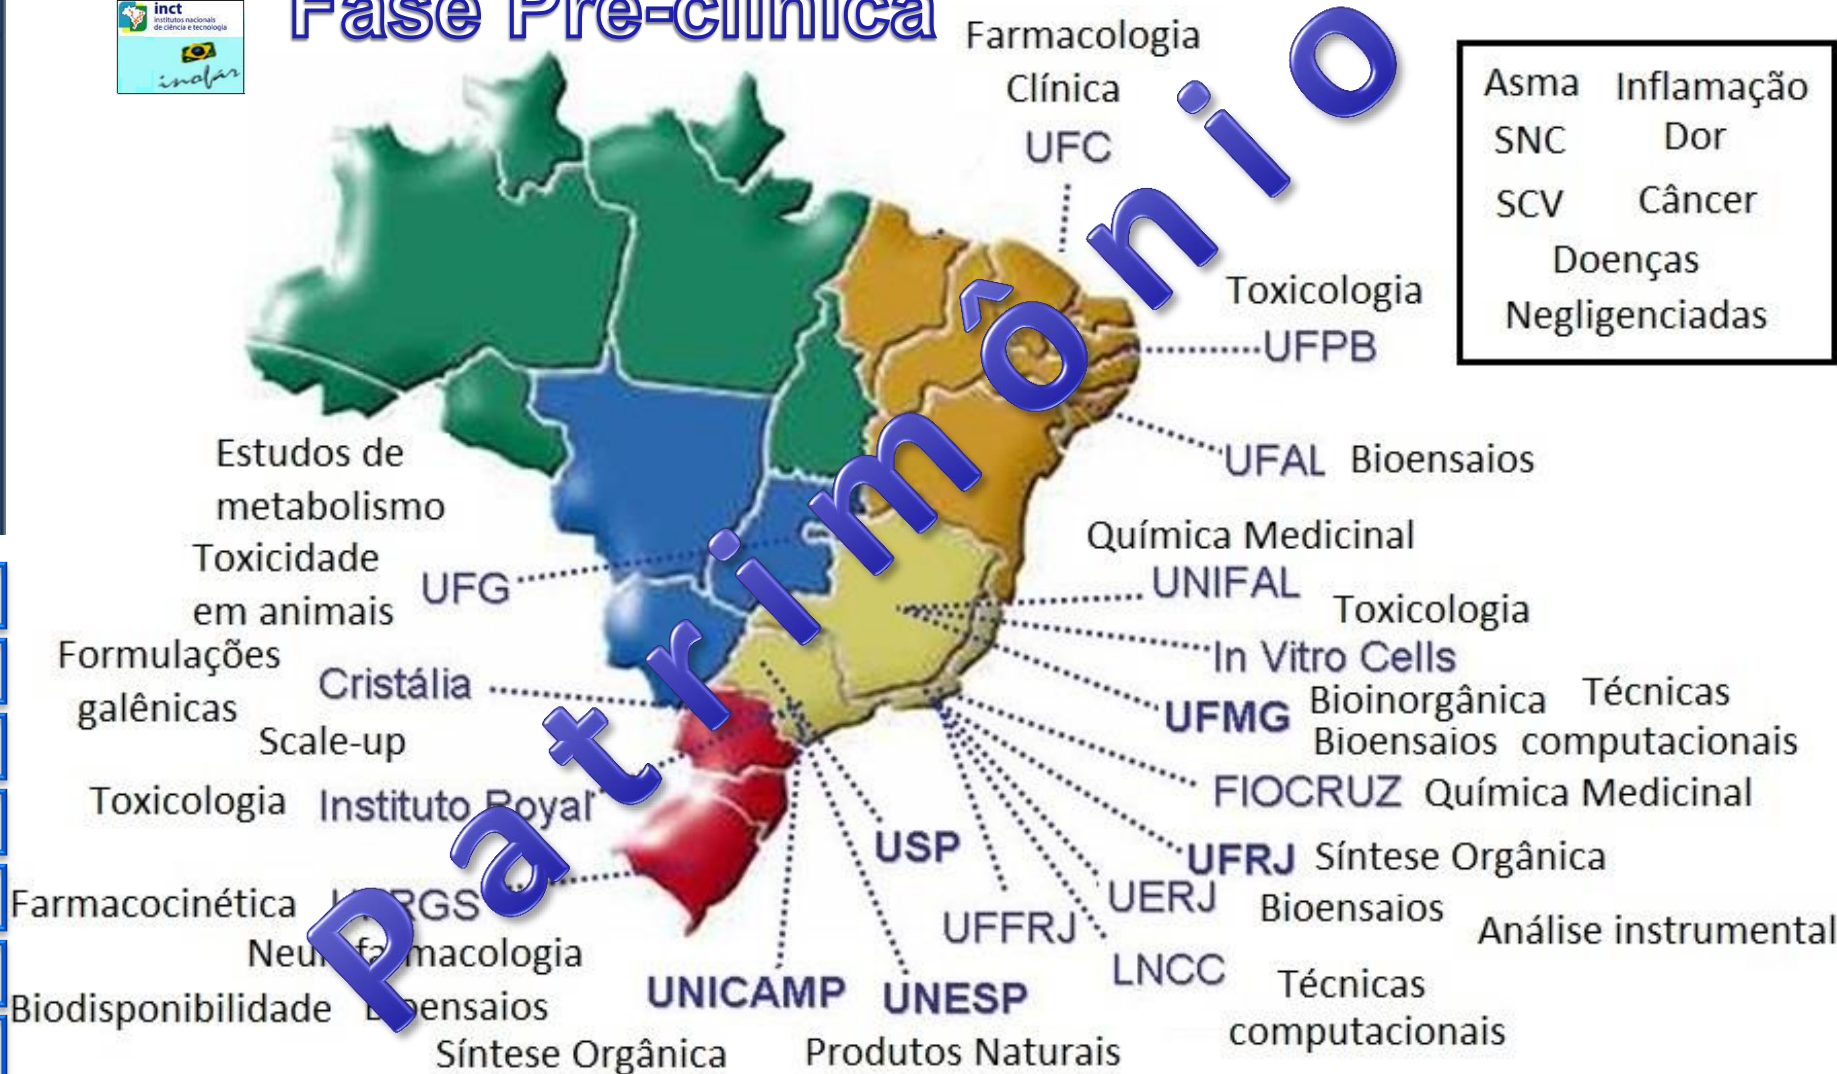 inct
institutos nacionais
de ciência e tecnologia
inofar
Fase Pré-clínica
Farmacologia
Clínica
UFC
Asma Inflamação
SNC Dor
SCV Câncer
Doenças
Negligenciadas
Patrimônio
Toxicologia
UFPB
UFAL Bioensaios
Estudos de
metabolismo
Toxicidade
em animais
UFG
Química Medicinal
UNIFAL
Toxicologia
In Vitro Cells
Formulações
galênicas
Cristália
Scale-up
UFMG Bioinorgânica Técnicas
Bioensaios computacionais
Toxicologia Instituto Royal
FIOCRUZ Química Medicinal
USP
UFRJ Síntese Orgânica
UERJ Bioensaios
Análise instrumental
UFFRJ
LNCC Técnicas
computacionais
Farmacocinética
Neurofarmacologia
Biodisponibilidade Bioensaios
Síntese Orgânica
UNICAMP UNESP
Produtos Naturais